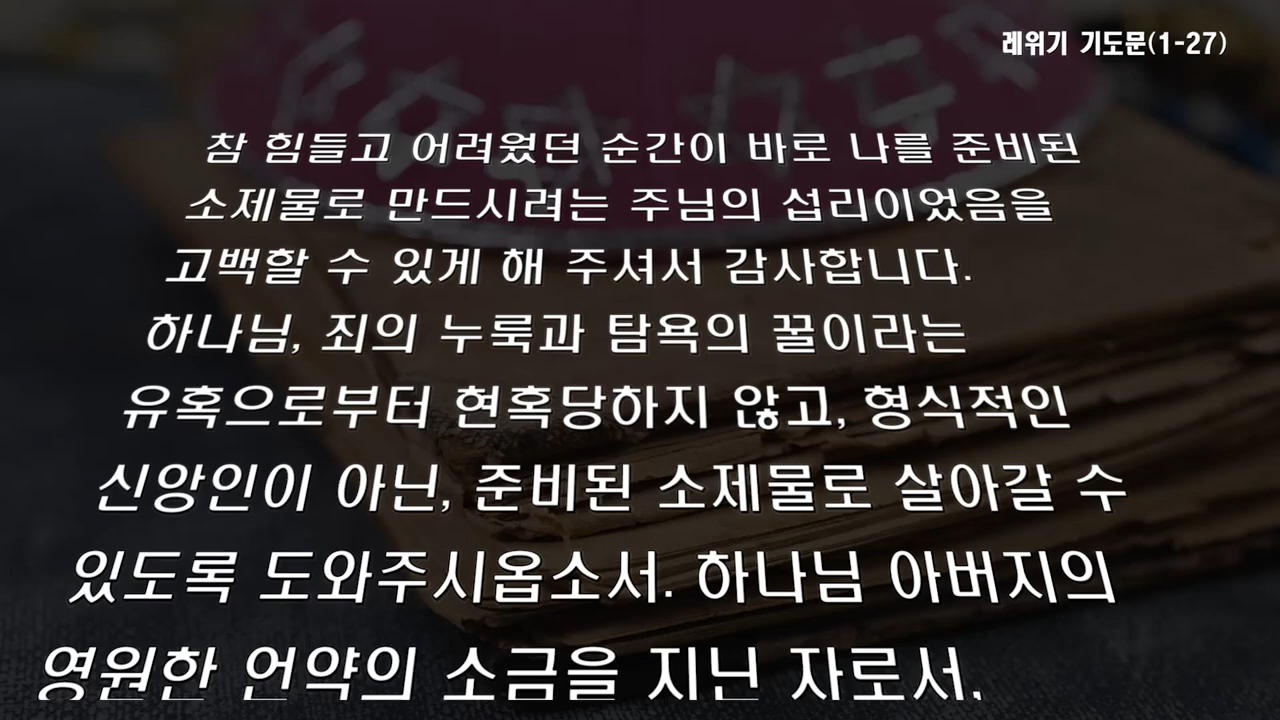 레위기 기도문(1-27)
참 힘들고 어려웠던 순간이 바로 나를 준비된
소제물로 만드시려는 주님의 섭리이었음을
고백할 수 있게 해 주셔서 감사합니다.
하나님, 죄의 누룩과 탐욕의 꿀이라는
유혹으로부터 현혹당하지 않고, 형식적인
신앙인이 아닌, 준비된 소제물로 살아갈 수
있도록 도와주시옵소서. 하나님 아버지의
영원한 언약의 소금을 지닌 자로서,